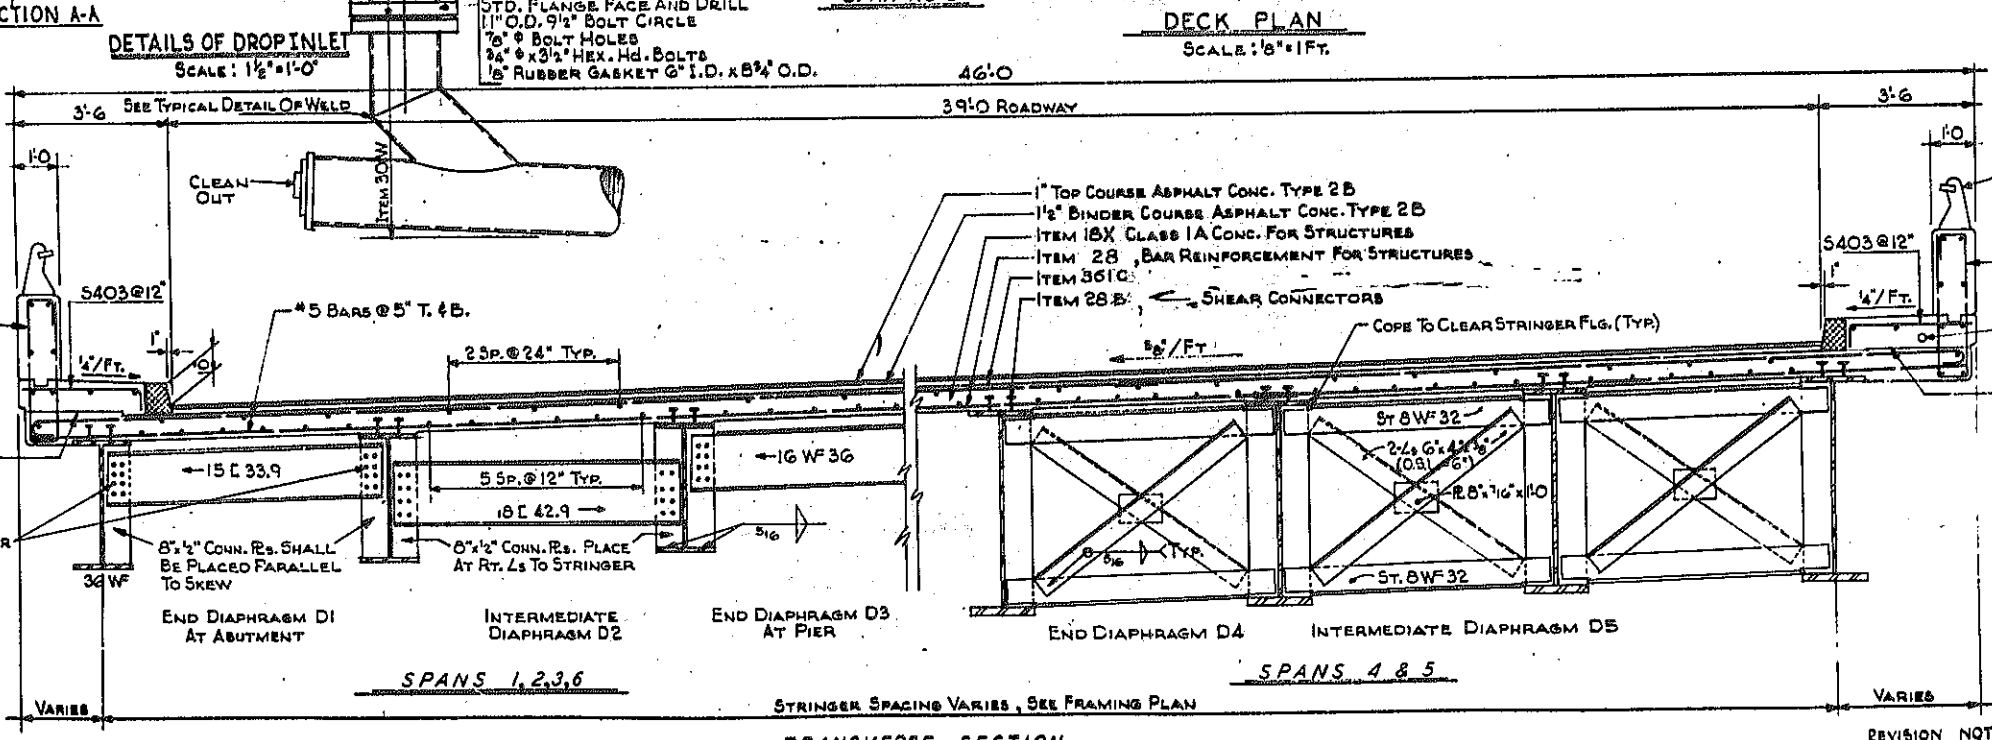 CTION A-A
DETAILS OF DROP INLET
SCALE: 1½"=1'-0"
STD. FLANGE FACE AND DRILL
11" O.D. 9½" BOLT CIRCLE
⅞" Φ BOLT HOLES
¾" Φ x 3½" HEX. HD. BOLTS
⅛" RUBBER GASKET 6" I.D. x 8¾" O.D.
DECK PLAN
SCALE: ⅛"=1FT.
46'-0
3'-6
SEE TYPICAL DETAIL OF WELD
39'-0 ROADWAY
3'-6
1'-0
1'-0
CLEAN
OUT
ITEM 30W
1" TOP COURSE ASPHALT CONC. TYPE 2B
1½" BINDER COURSE ASPHALT CONC. TYPE 2B
ITEM 18X CLASS 1A CONC. FOR STRUCTURES
ITEM 28, BAR REINFORCEMENT FOR STRUCTURES
ITEM 361C
ITEM 28B, SHEAR CONNECTORS
S403@12"
S403@12"
#5 BARS @ 5" T. & B.
COPE TO CLEAR STRINGER FLG. (TYP.)
1"
1"
¼"/FT.
¼"/FT.
2 SP. @ 24" TYP.
⅝"/FT
15 [ 33.9
5 SP. @ 12" TYP.
18 [ 42.9
16 WF 36
ST 8 WF 32
2-Ls 6"x4"x⅜"
(O.S.L. = 6")
PL 8"x7/16"x1'-0
5/16
5/16
TYP.
ST. 8 WF 32
R
8"x½" CONN. PLs. SHALL
BE PLACED PARALLEL
TO SKEW
8"x½" CONN. PLs. PLACE
AT RT. Ls TO STRINGER
36 WF
END DIAPHRAGM D1
AT ABUTMENT
INTERMEDIATE
DIAPHRAGM D2
END DIAPHRAGM D3
AT PIER
END DIAPHRAGM D4
INTERMEDIATE DIAPHRAGM D5
SPANS 1,2,3,6
SPANS 4 & 5
VARIES
STRINGER SPACING VARIES, SEE FRAMING PLAN
VARIES
TRANSVERSE SECTION
REVISION NOT